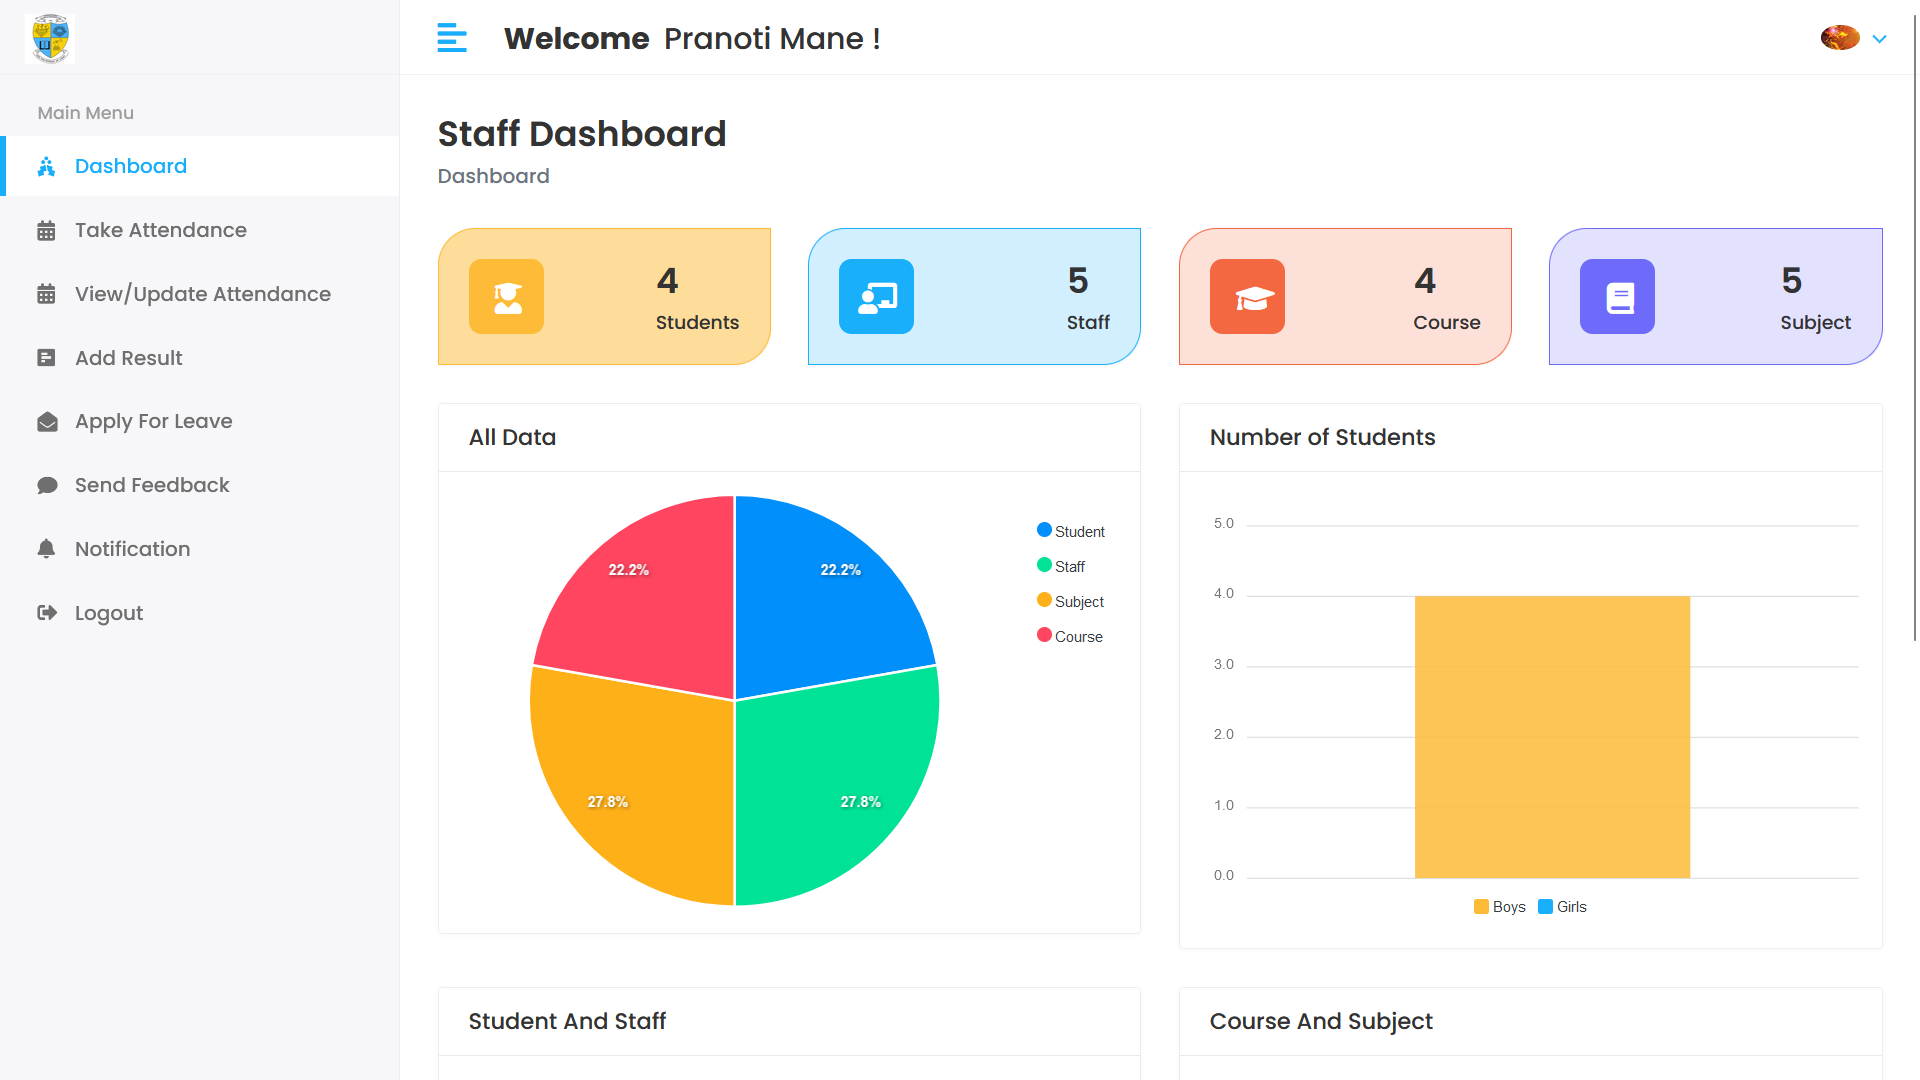 Welcome Pranoti Mane !
Main Menu
Dashboard
Take Attendance
View/Update Attendance
Add Result
Apply For Leave
Send Feedback
Notification
Logout
Staff Dashboard
Dashboard
4
Students
5
Staff
4
Course
5
Subject
All Data
22.2%
22.2%
27.8%
27.8%
Student
Staff
Subject
Course
Number of Students
5.0
4.0
3.0
2.0
1.0
0.0
Boys Girls
Student And Staff
Course And Subject